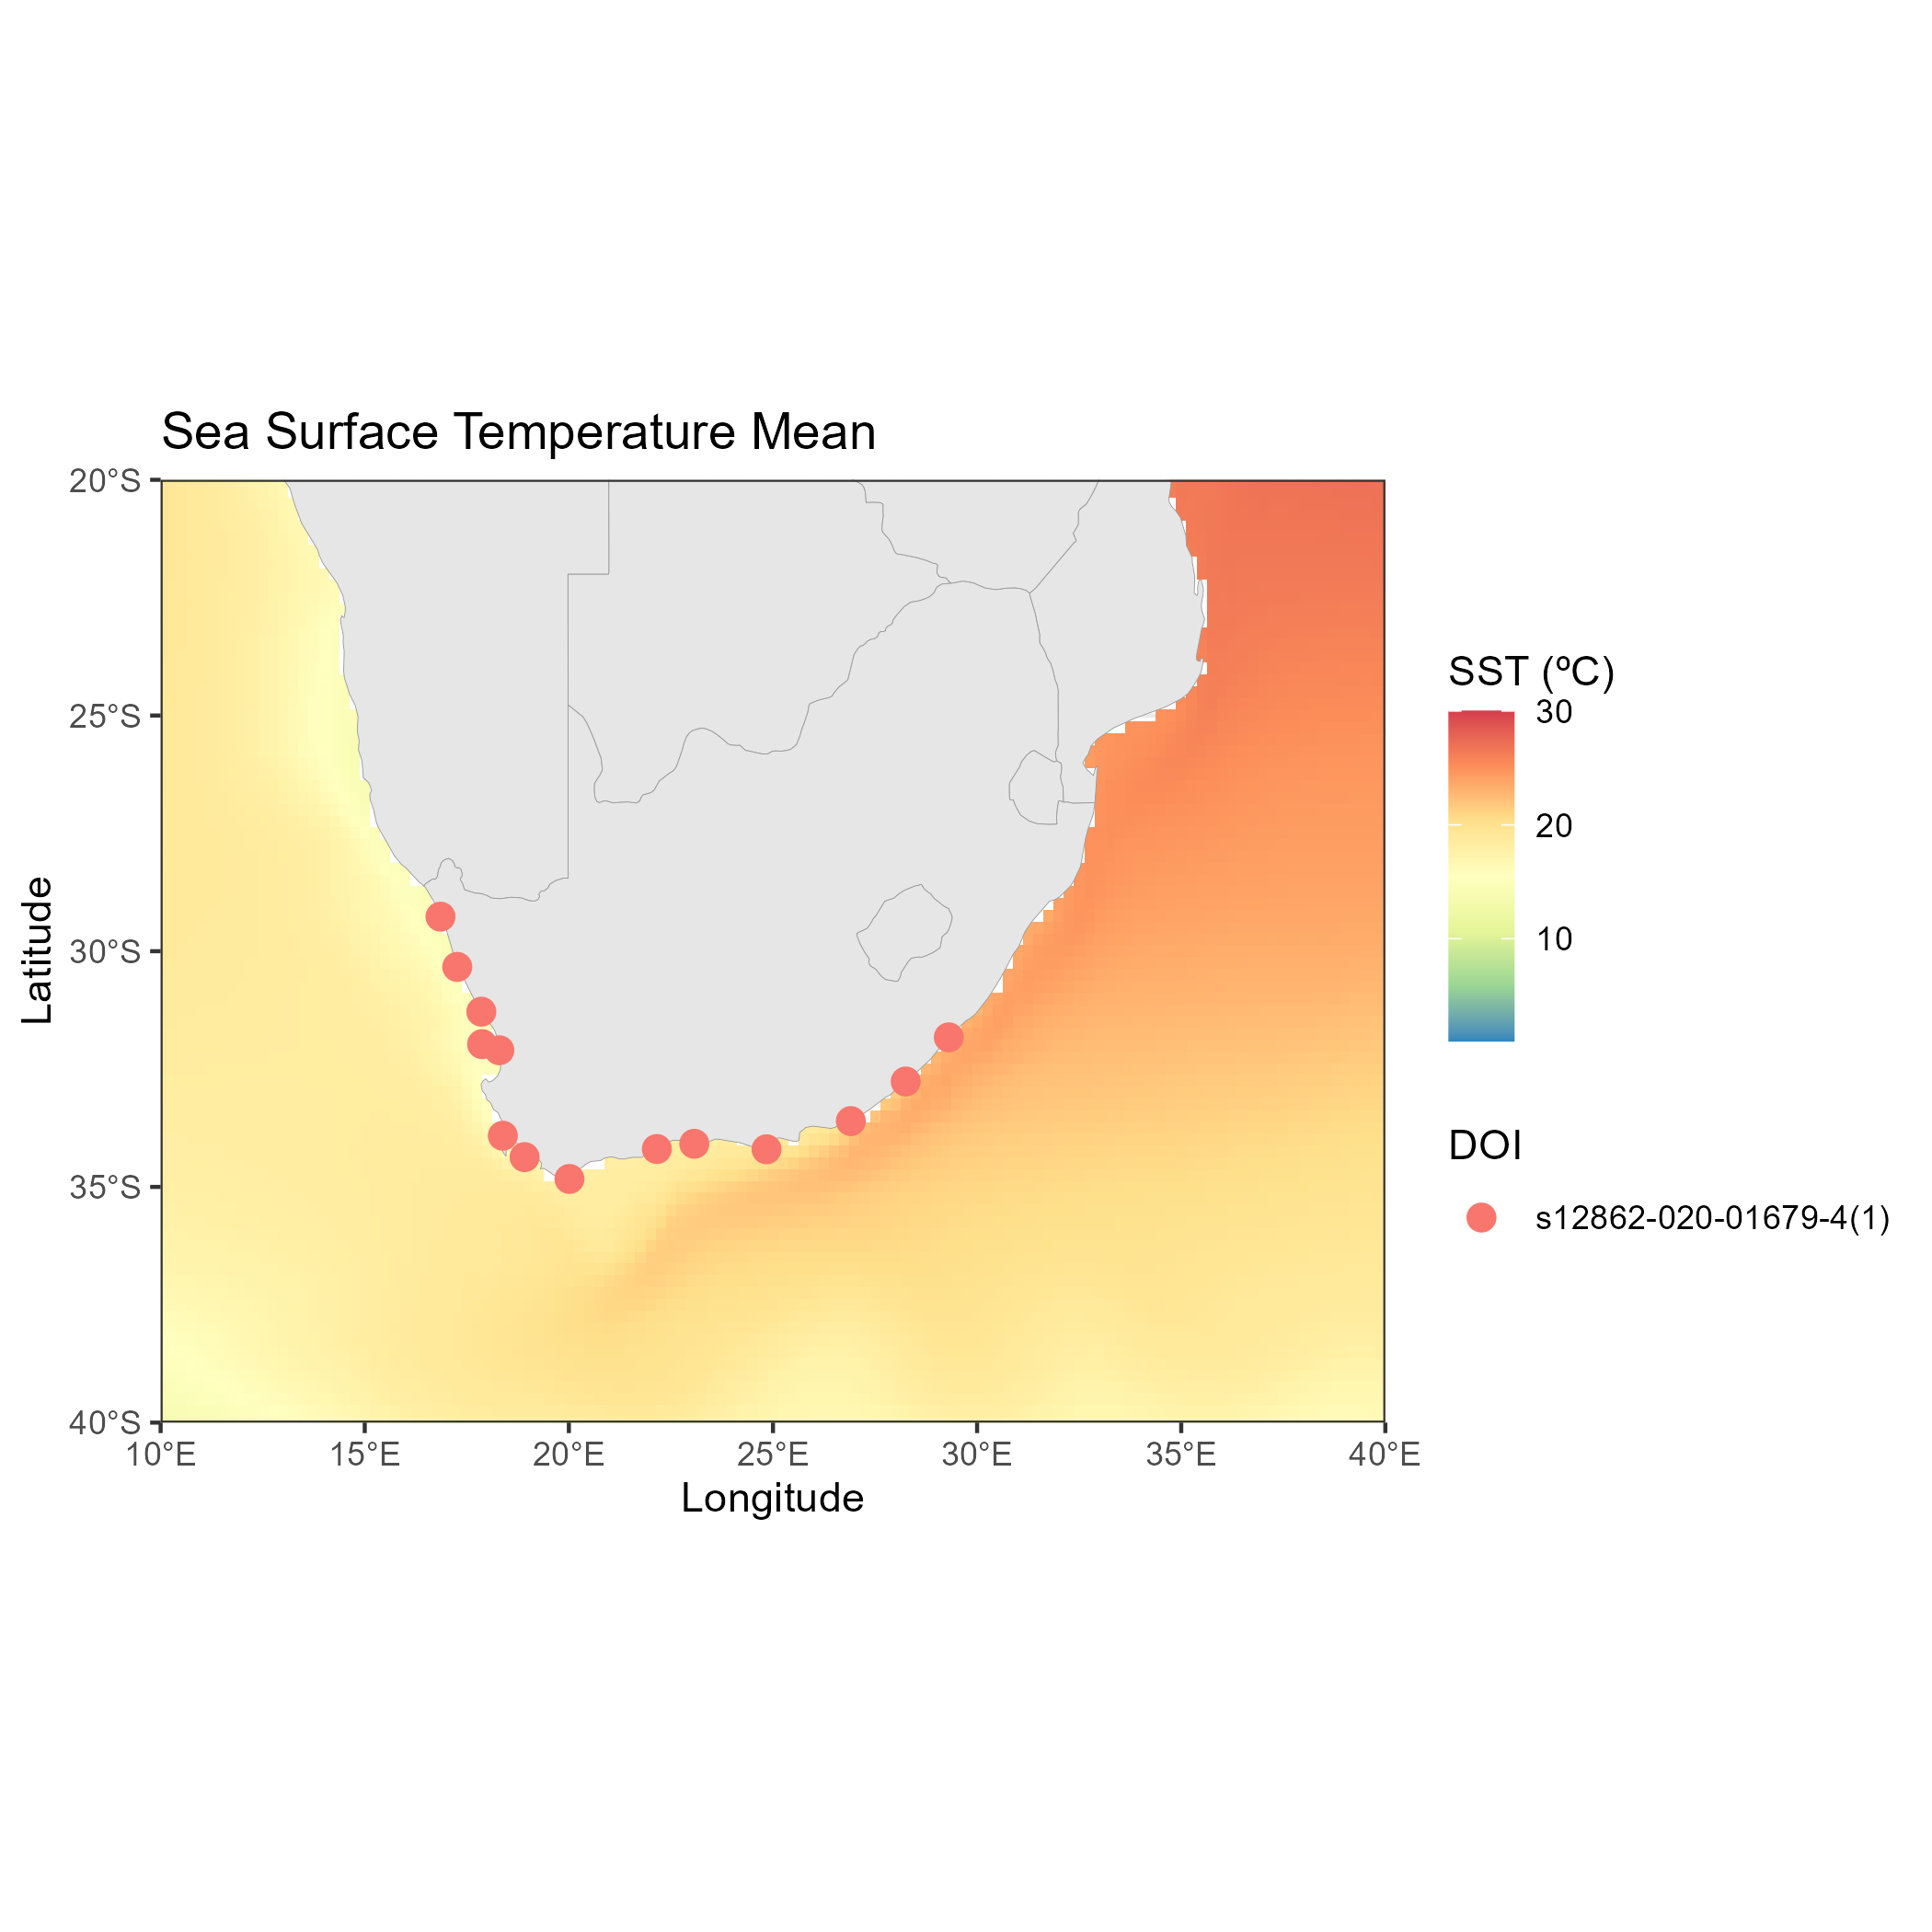 Sea Surface Temperature Mean
20°S
25°S
30°S
35°S
40°S
Latitude
10°E
15°E
20°E
25°E
30°E
35°E
40°E
Longitude
SST (ºC)
30
20
10
DOI
s12862-020-01679-4(1)